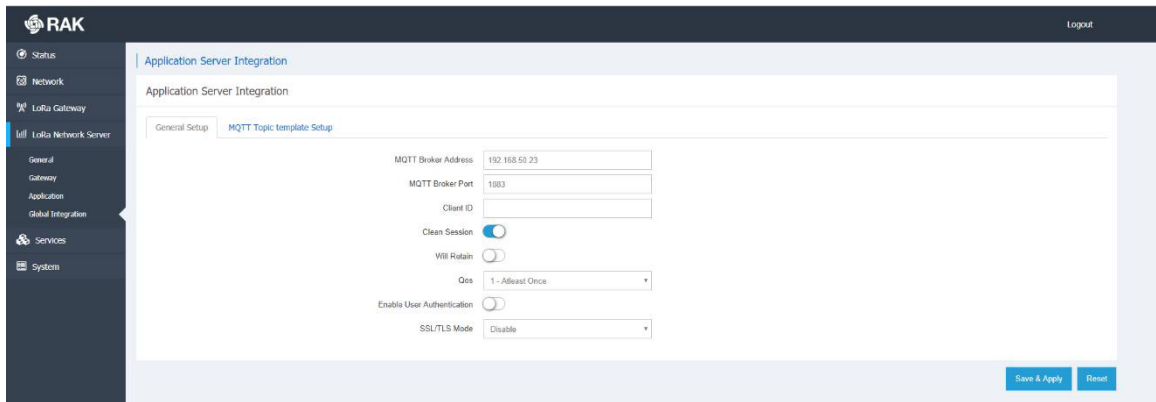 RAK
Logout
Status
Network
LoRa Gateway
LoRa Network Server
General
Gateway
Application
Global Integration
Services
System
Application Server Integration
Application Server Integration
General Setup MQTT Topic template Setup
MQTT Broker Address 192.168.50.23
MQTT Broker Port 1883
Client ID
Clean Session
Will Retain
Qos 1 - Atleast Once
Enable User Authentication
SSL/TLS Mode Disable
Save & Apply Reset